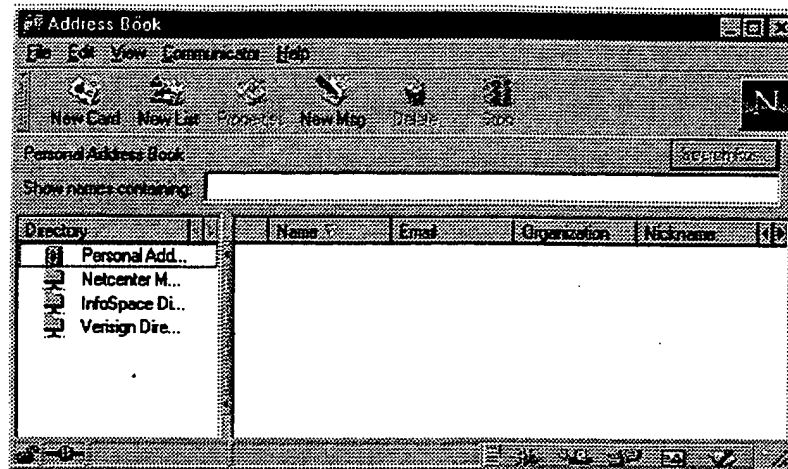 Address Book
File Edit View Communicator Help
New Card New List Properties New Msg Delete Stop
N
Personal Address Book Search For...
Show names containing:
Directory Name Email Organization Nickname
Personal Add...
Netcenter M...
InfoSpace Di...
Verisign Dire...